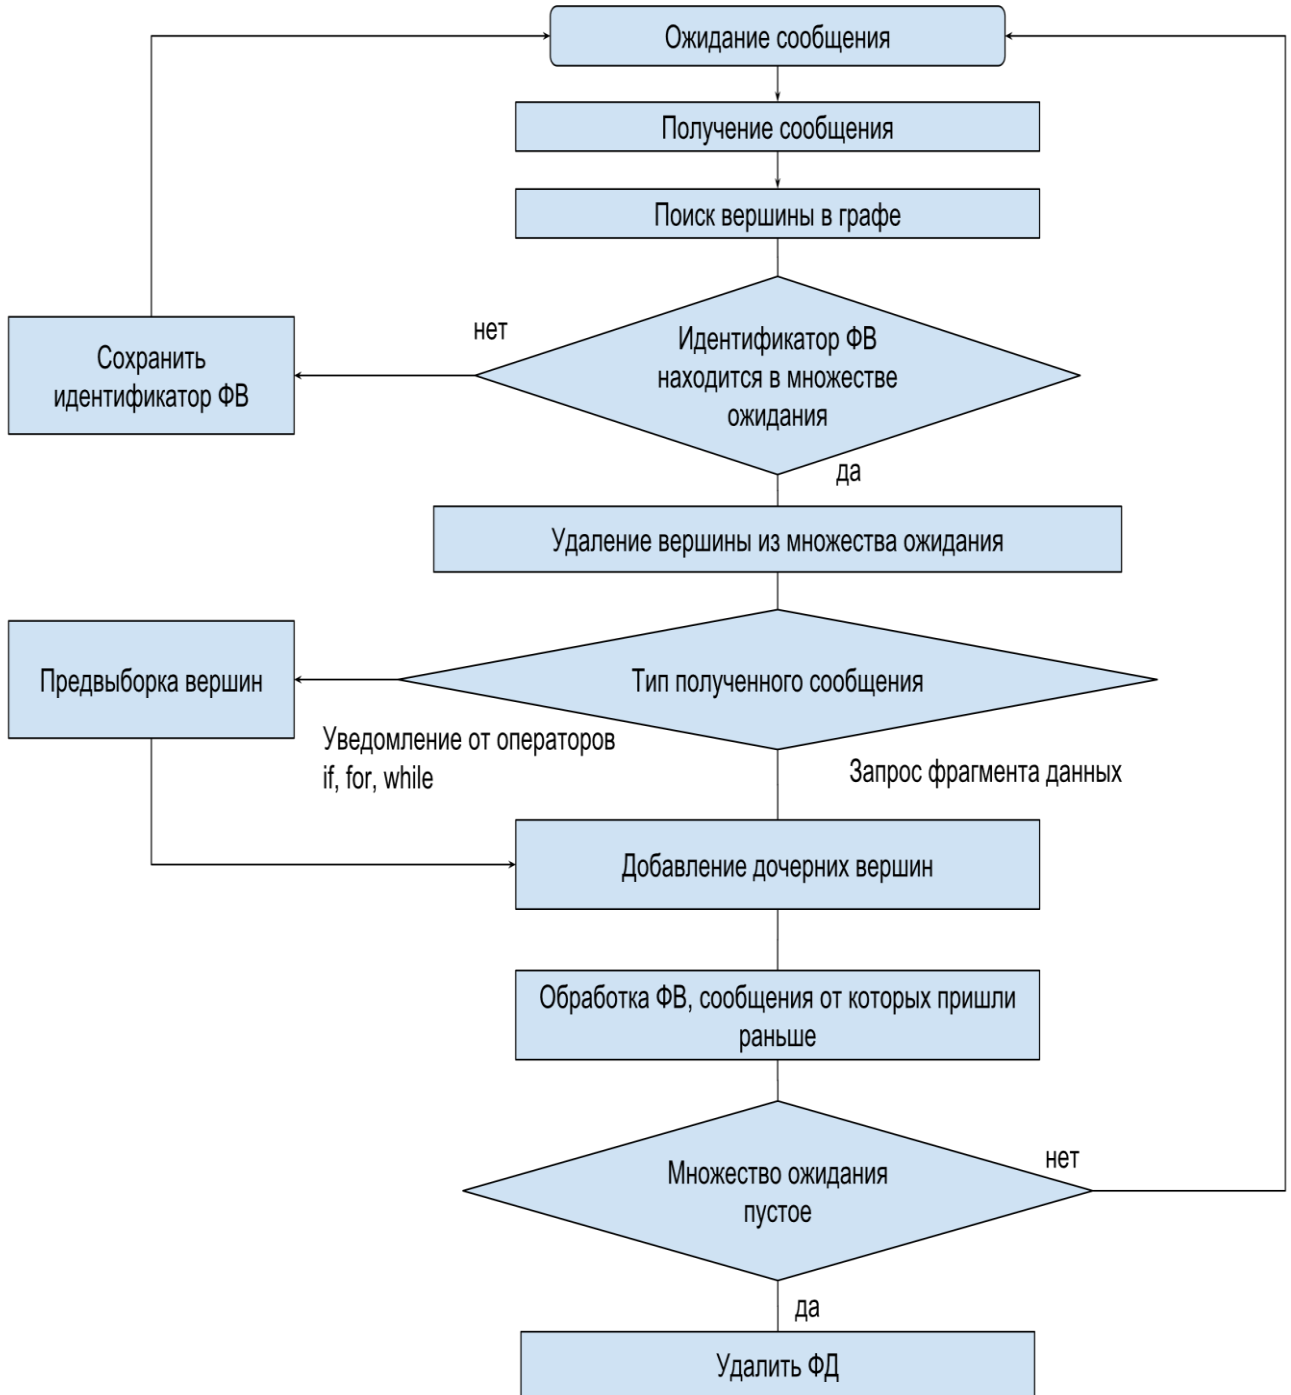 Ожидание сообщения
Получение сообщения
Поиск вершины в графе
нет
Идентификатор ФВ
находится в множестве
ожидания
Сохранить
идентификатор ФВ
да
Удаление вершины из множества ожидания
Предвыборка вершин
Тип полученного сообщения
Уведомление от операторов
if, for, while
Запрос фрагмента данных
Добавление дочерних вершин
Обработка ФВ, сообщения от которых пришли
раньше
Множество ожидания
пустое
нет
да
Удалить ФД